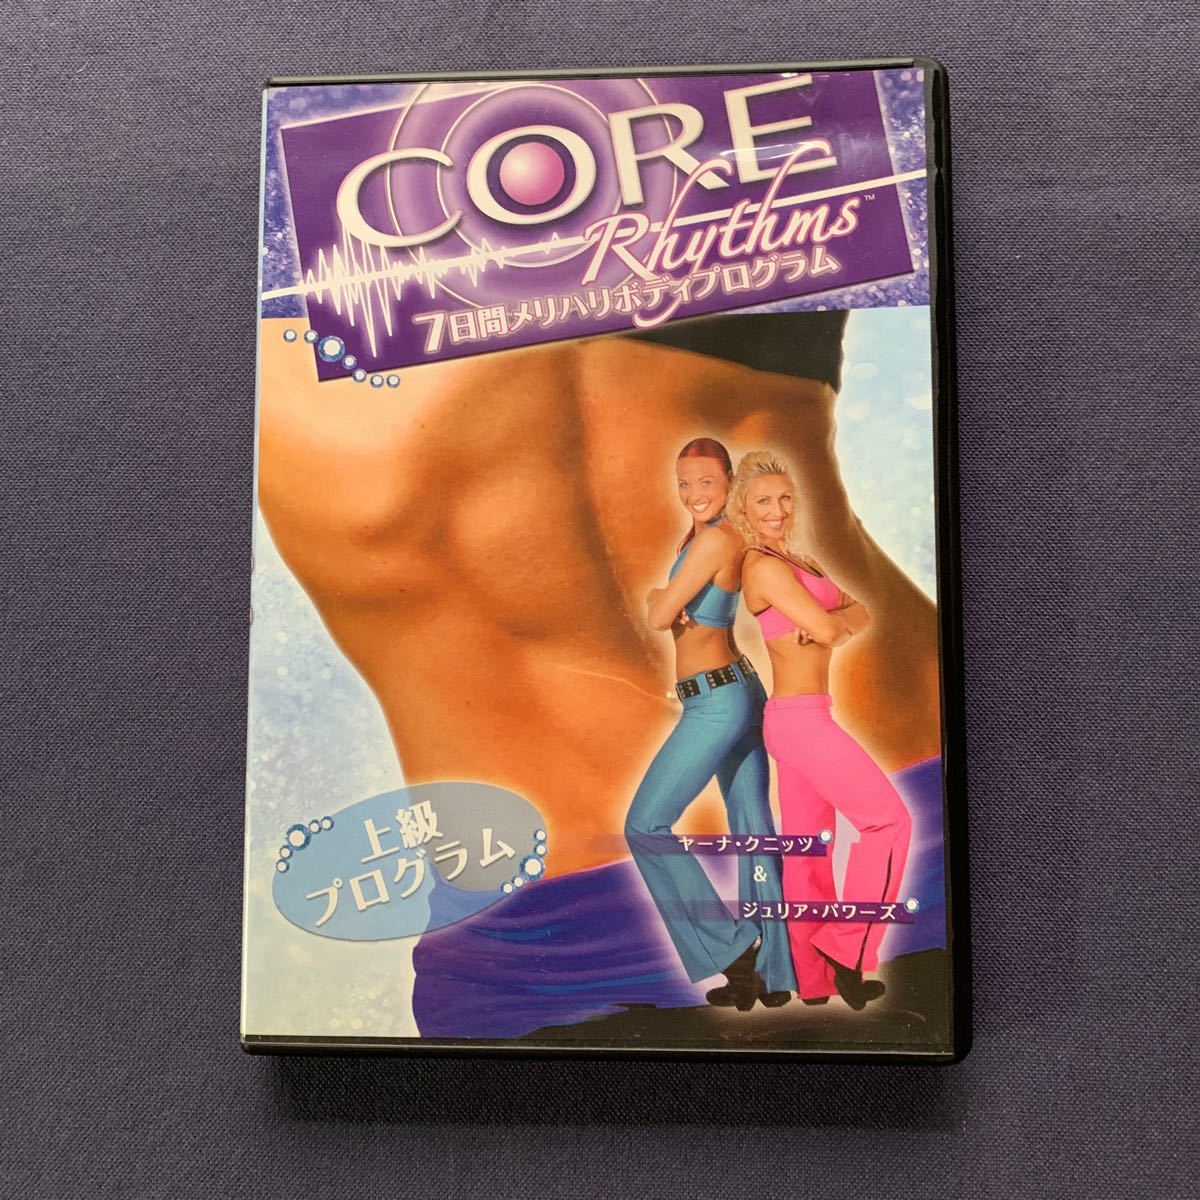 CORE
Rhythms™
7日間メリハリボディプログラム
上級
プログラム
ヤーナ・クニッツ
&
ジュリア・パワーズ